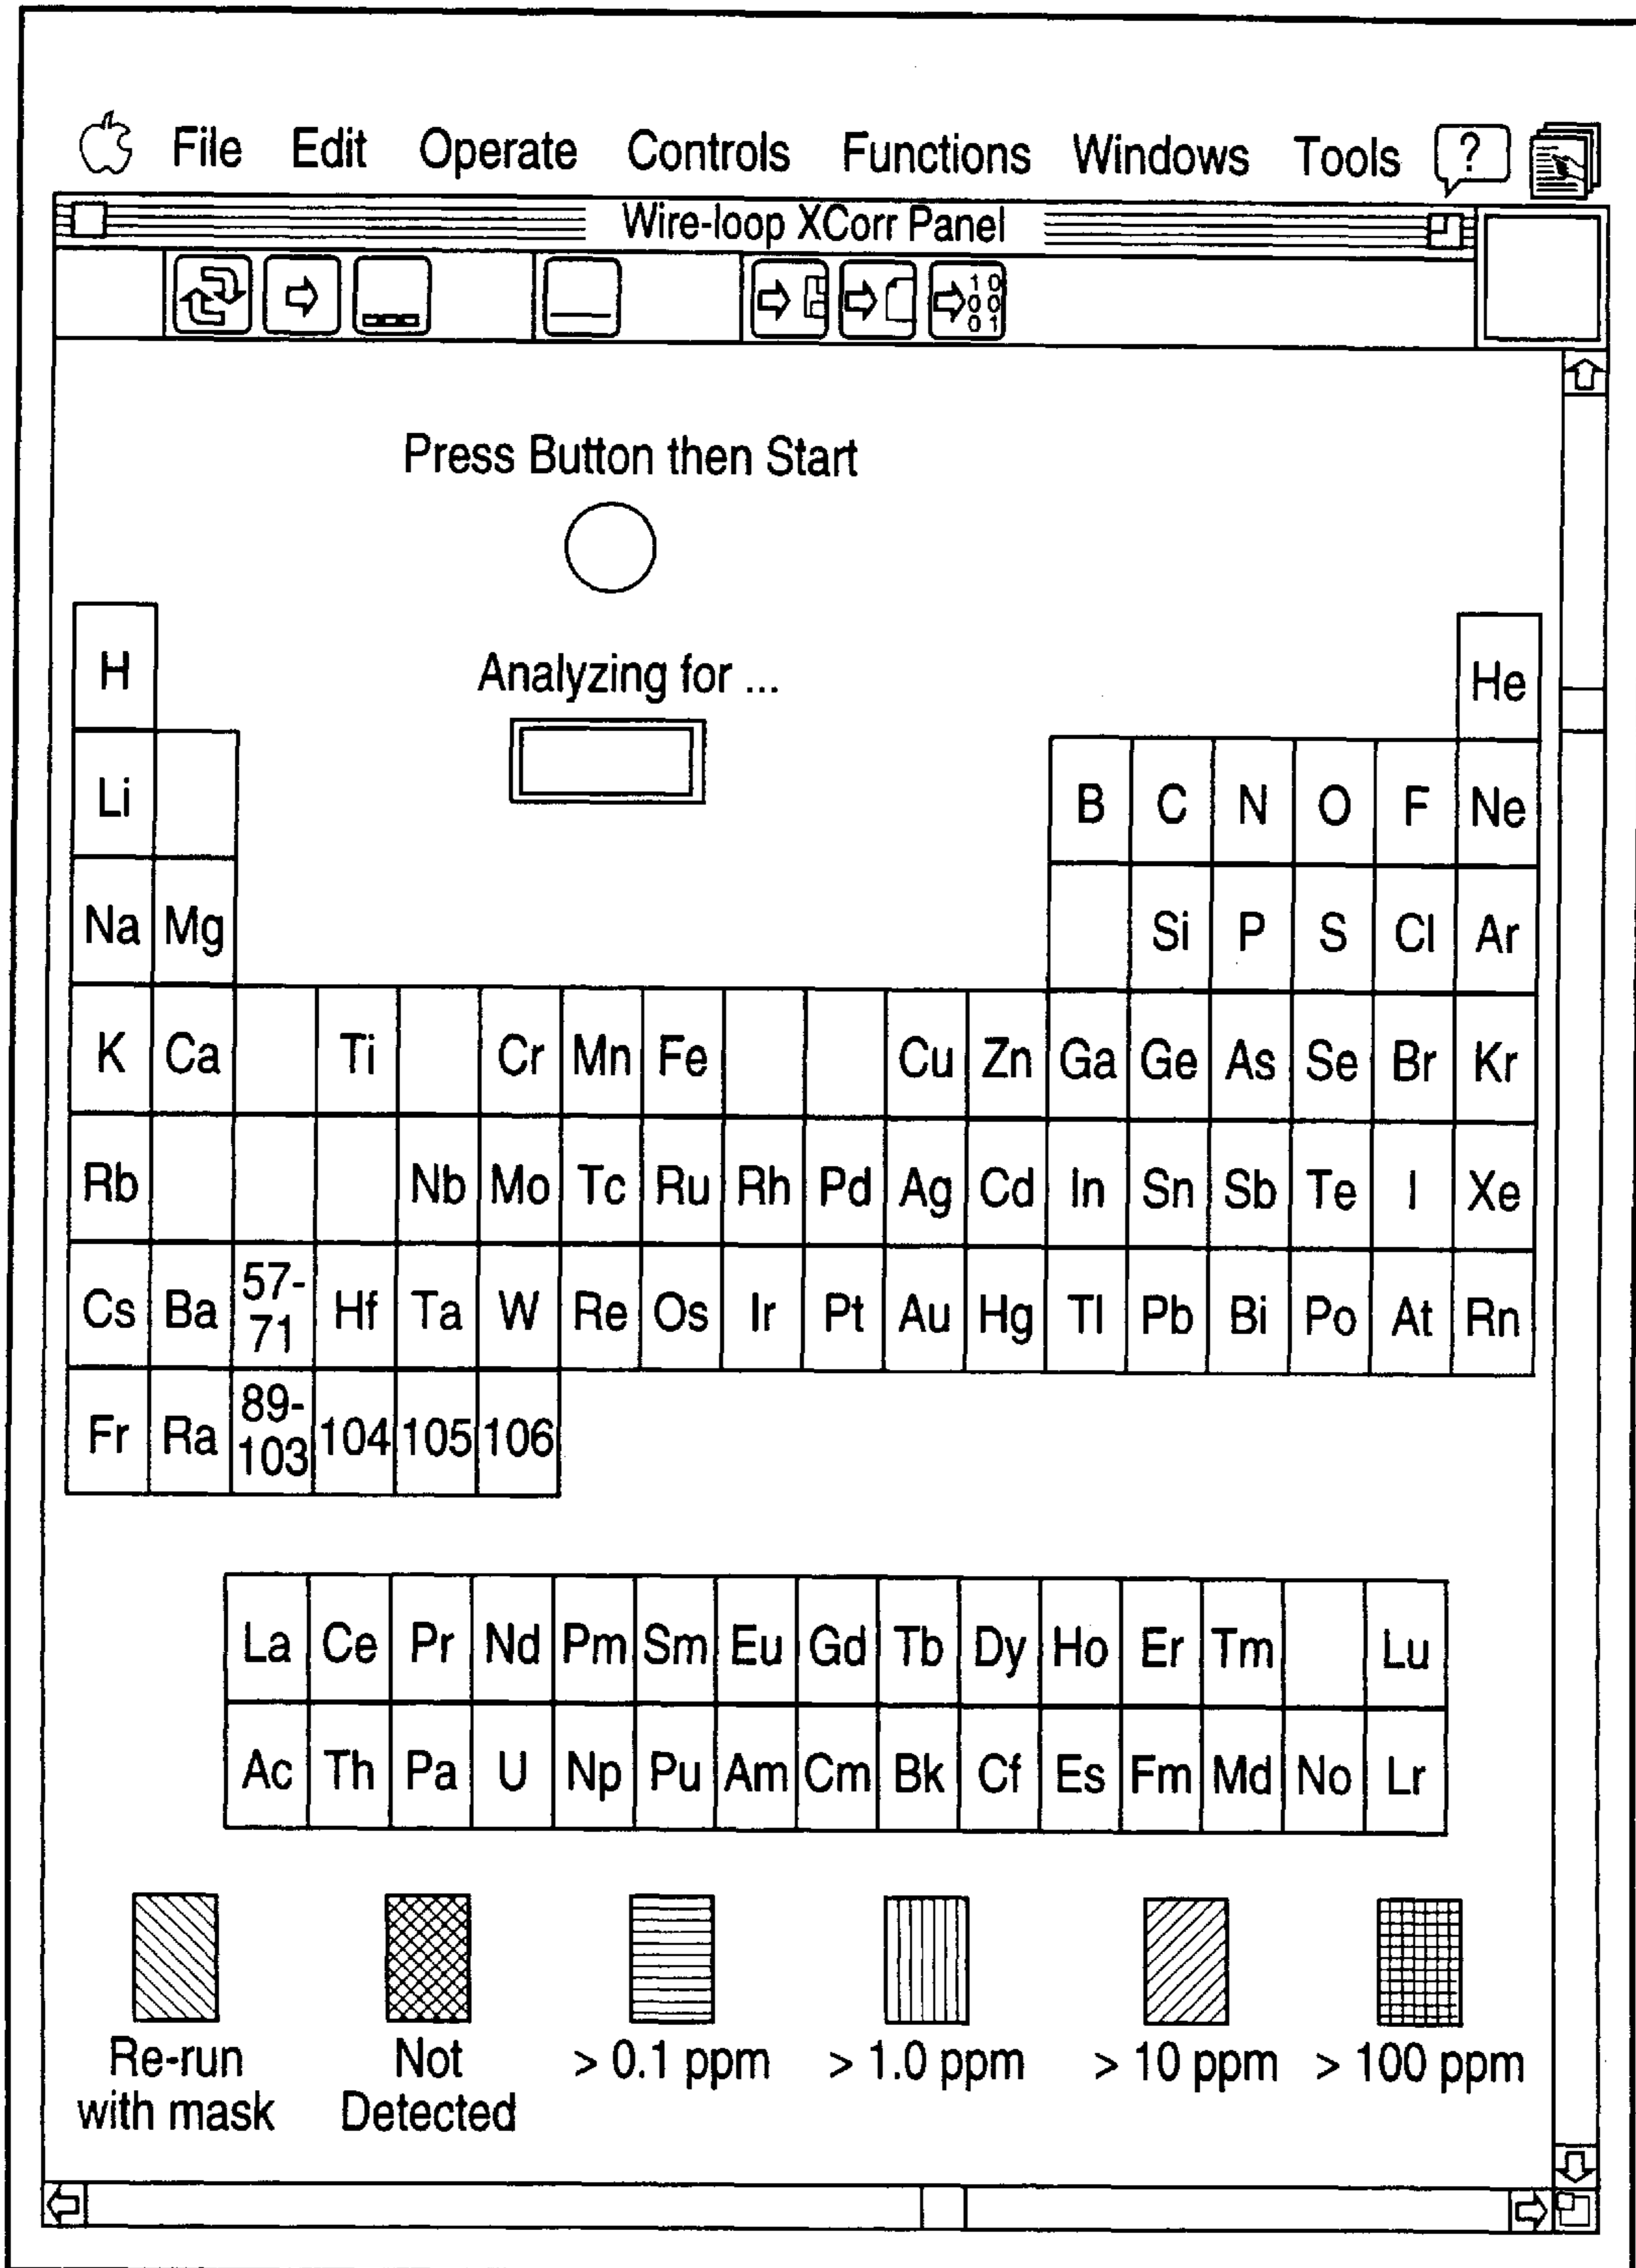 File Edit Operate Controls Functions Windows Tools ?
Wire-loop XCorr Panel
1 0
0 0
0 1
Press Button then Start
Analyzing for ...
H He
Li B C N O F Ne
Na Mg Si P S Cl Ar
K Ca Ti Cr Mn Fe Cu Zn Ga Ge As Se Br Kr
Rb Nb Mo Tc Ru Rh Pd Ag Cd In Sn Sb Te I Xe
Cs Ba 57-71 Hf Ta W Re Os Ir Pt Au Hg Tl Pb Bi Po At Rn
Fr Ra 89-103 104 105 106
La Ce Pr Nd Pm Sm Eu Gd Tb Dy Ho Er Tm Lu
Ac Th Pa U Np Pu Am Cm Bk Cf Es Fm Md No Lr
Re-run with mask
Not Detected
> 0.1 ppm
> 1.0 ppm
> 10 ppm
> 100 ppm